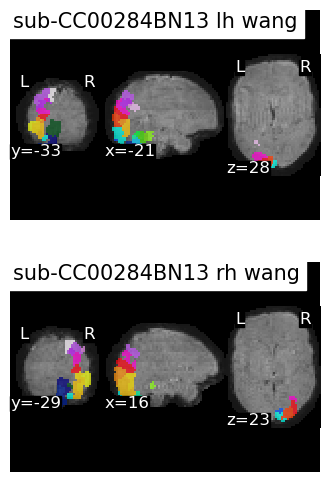 sub-CC00284BN13 lh wang
L R
L R
y=-33
x=-21
z=28
sub-CC00284BN13 rh wang
L R
L R
y=-29
x=16
z=23